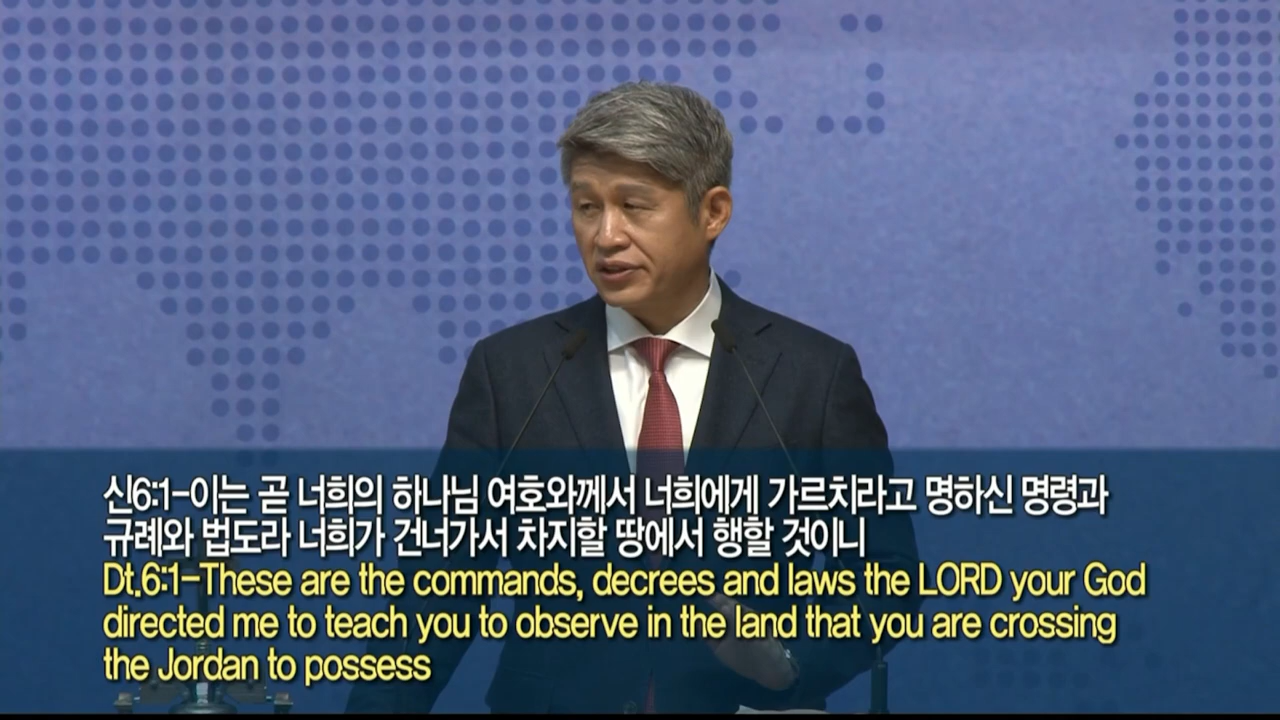 신6:1-이는 곧 너희의 하나님 여호와께서 너희에게 가르치라고 명하신 명령과
규례와 법도라 너희가 건너가서 차지할 땅에서 행할 것이니
Dt.6:1-These are the commands, decrees and laws the LORD your God
directed me to teach you to observe in the land that you are crossing
the Jordan to possess